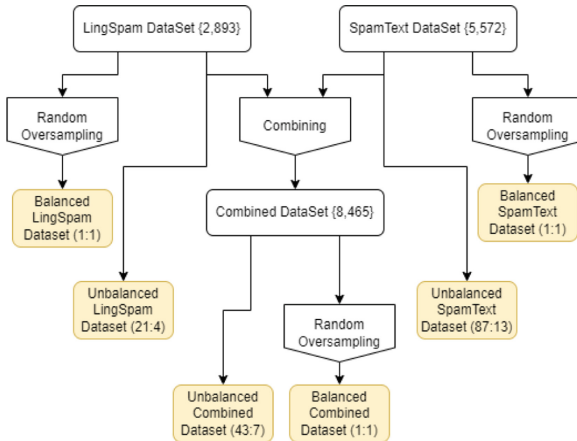 LingSpam DataSet {2,893}
SpamText DataSet {5,572}
Random
Oversampling
Combining
Random
Oversampling
Balanced
LingSpam
Dataset (1:1)
Combined DataSet {8,465}
Balanced
SpamText
Dataset (1:1)
Unbalanced
LingSpam
Dataset (21:4)
Random
Oversampling
Unbalanced
SpamText
Dataset (87:13)
Unbalanced
Combined
Dataset (43:7)
Balanced
Combined
Dataset (1:1)